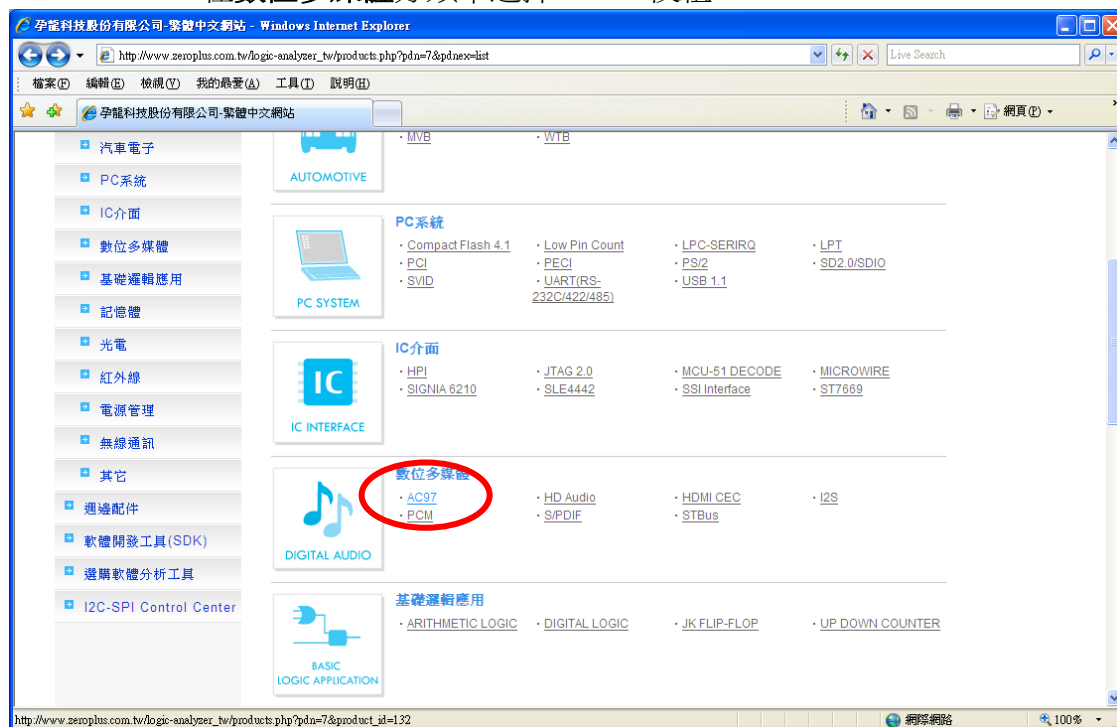 孕龍科技股份有限公司-繁體中文網站 - Windows Internet Explorer
http://www.zeroplus.com.tw/logic-analyzer_tw/products.php?pdn=7&pdnex=list
Live Search
檔案(F) 編輯(E) 檢視(V) 我的最愛(A) 工具(T) 說明(H)
孕龍科技股份有限公司-繁體中文網站
網頁(P)
汽車電子
PC系統
IC介面
數位多媒體
基礎邏輯應用
記憶體
光電
紅外線
電源管理
無線通訊
其它
週邊配件
軟體開發工具(SDK)
選購軟體分析工具
I2C-SPI Control Center
AUTOMOTIVE
· MVB · WTB
PC SYSTEM
PC系統
· Compact Flash 4.1 · Low Pin Count · LPC-SERIRQ · LPT
· PCI · PECI · PS/2 · SD2.0/SDIO
· SVID · UART(RS-232C/422/485) · USB 1.1
IC
IC INTERFACE
IC介面
· HPI · JTAG 2.0 · MCU-51 DECODE · MICROWIRE
· SIGNIA 6210 · SLE4442 · SSI Interface · ST7669
DIGITAL AUDIO
數位多媒體
· AC97 · HD Audio · HDMI CEC · I2S
· PCM · S/PDIF · STBus
BASIC
LOGIC APPLICATION
基礎邏輯應用
· ARITHMETIC LOGIC · DIGITAL LOGIC · JK FLIP-FLOP · UP DOWN COUNTER
http://www.zeroplus.com.tw/logic-analyzer_tw/products.php?pdn=7&product_id=132
網際網路
100%